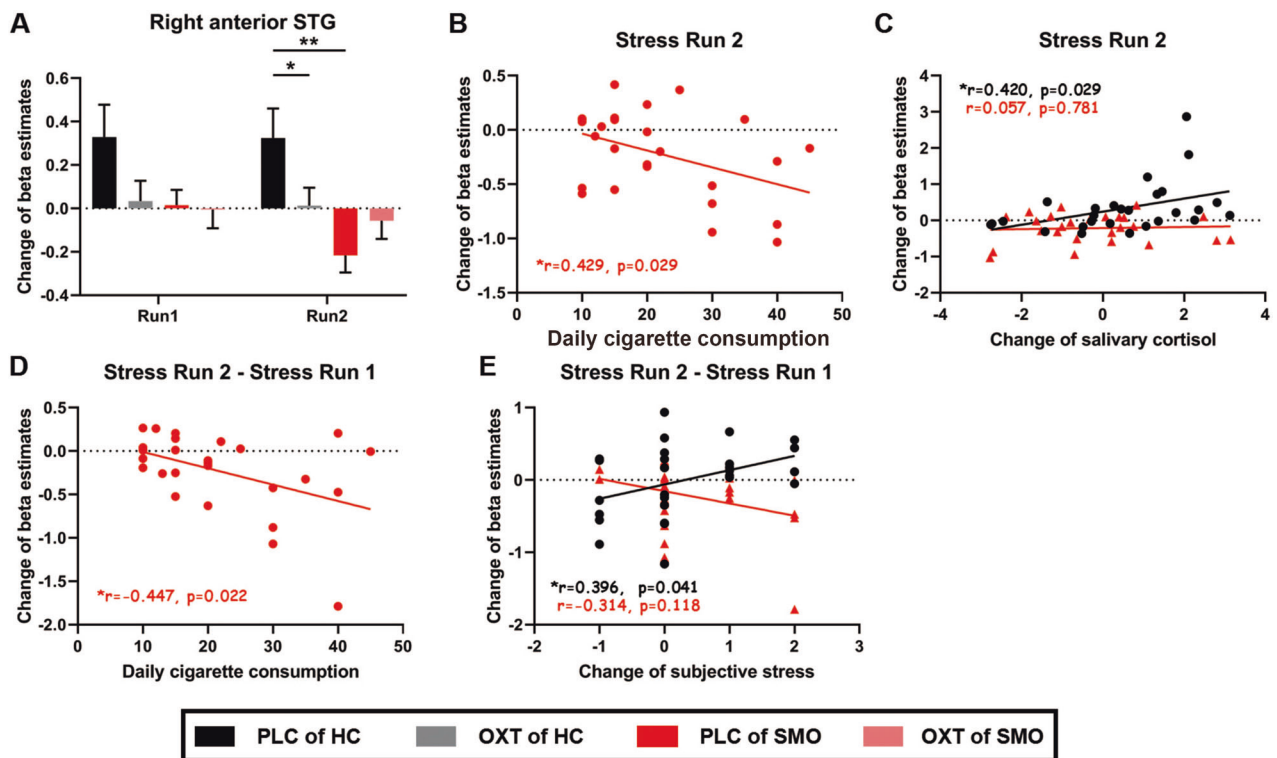 A
Right anterior STG
**
*
Change of beta estimates
0.6
0.4
0.2
0.0
-0.2
-0.4
Run1
Run2
B
Stress Run 2
Change of beta estimates
0.5
0.0
-0.5
-1.0
-1.5
*r=0.429, p=0.029
0
10
20
30
40
50
Daily cigarette consumption
C
Stress Run 2
Change of beta estimates
4
3
2
1
0
-1
-2
*r=0.420, p=0.029
r=0.057, p=0.781
-4
-2
0
2
4
Change of salivary cortisol
D
Stress Run 2 - Stress Run 1
Change of beta estimates
0.5
0.0
-0.5
-1.0
-1.5
-2.0
*r=-0.447, p=0.022
0
10
20
30
40
50
Daily cigarette consumption
E
Stress Run 2 - Stress Run 1
Change of beta estimates
1
0
-1
-2
*r=0.396, p=0.041
r=-0.314, p=0.118
-2
-1
0
1
2
3
Change of subjective stress
PLC of HC
OXT of HC
PLC of SMO
OXT of SMO